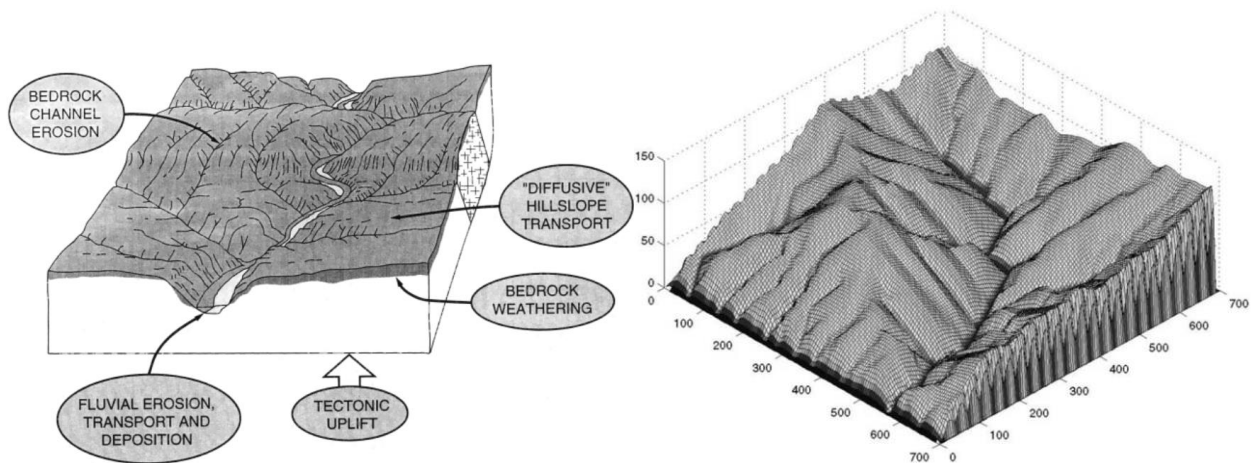 BEDROCK
CHANNEL
EROSION
"DIFFUSIVE"
HILLSLOPE
TRANSPORT
BEDROCK
WEATHERING
FLUVIAL EROSION,
TRANSPORT AND
DEPOSITION
TECTONIC
UPLIFT
150
100
50
0
0
100
200
300
400
500
600
700
0
100
200
300
400
500
600
700